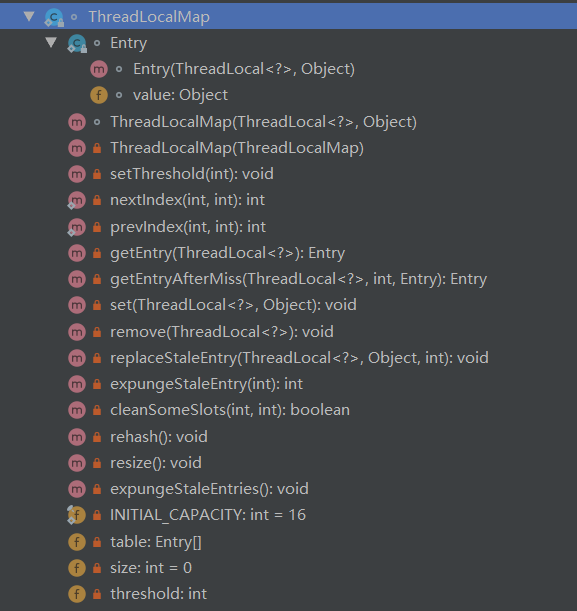 ThreadLocalMap
Entry
Entry(ThreadLocal<?>, Object)
value: Object
ThreadLocalMap(ThreadLocal<?>, Object)
ThreadLocalMap(ThreadLocalMap)
setThreshold(int): void
nextIndex(int, int): int
prevIndex(int, int): int
getEntry(ThreadLocal<?>): Entry
getEntryAfterMiss(ThreadLocal<?>, int, Entry): Entry
set(ThreadLocal<?>, Object): void
remove(ThreadLocal<?>): void
replaceStaleEntry(ThreadLocal<?>, Object, int): void
expungeStaleEntry(int): int
cleanSomeSlots(int, int): boolean
rehash(): void
resize(): void
expungeStaleEntries(): void
INITIAL_CAPACITY: int = 16
table: Entry[]
size: int = 0
threshold: int